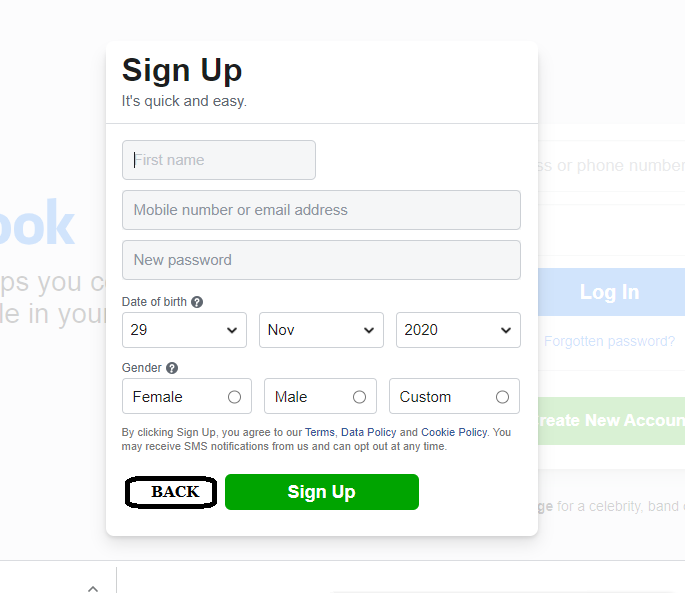 Sign Up
It's quick and easy.
First name
Mobile number or email address
New password
Date of birth ?
29 Nov 2020
Gender ?
Female Male Custom
By clicking Sign Up, you agree to our Terms, Data Policy and Cookie Policy. You
may receive SMS notifications from us and can opt out at any time.
BACK Sign Up
ook
ps you c
le in your
ss or phone number
Log In
Forgotten password?
reate New Accoun
ge for a celebrity, band